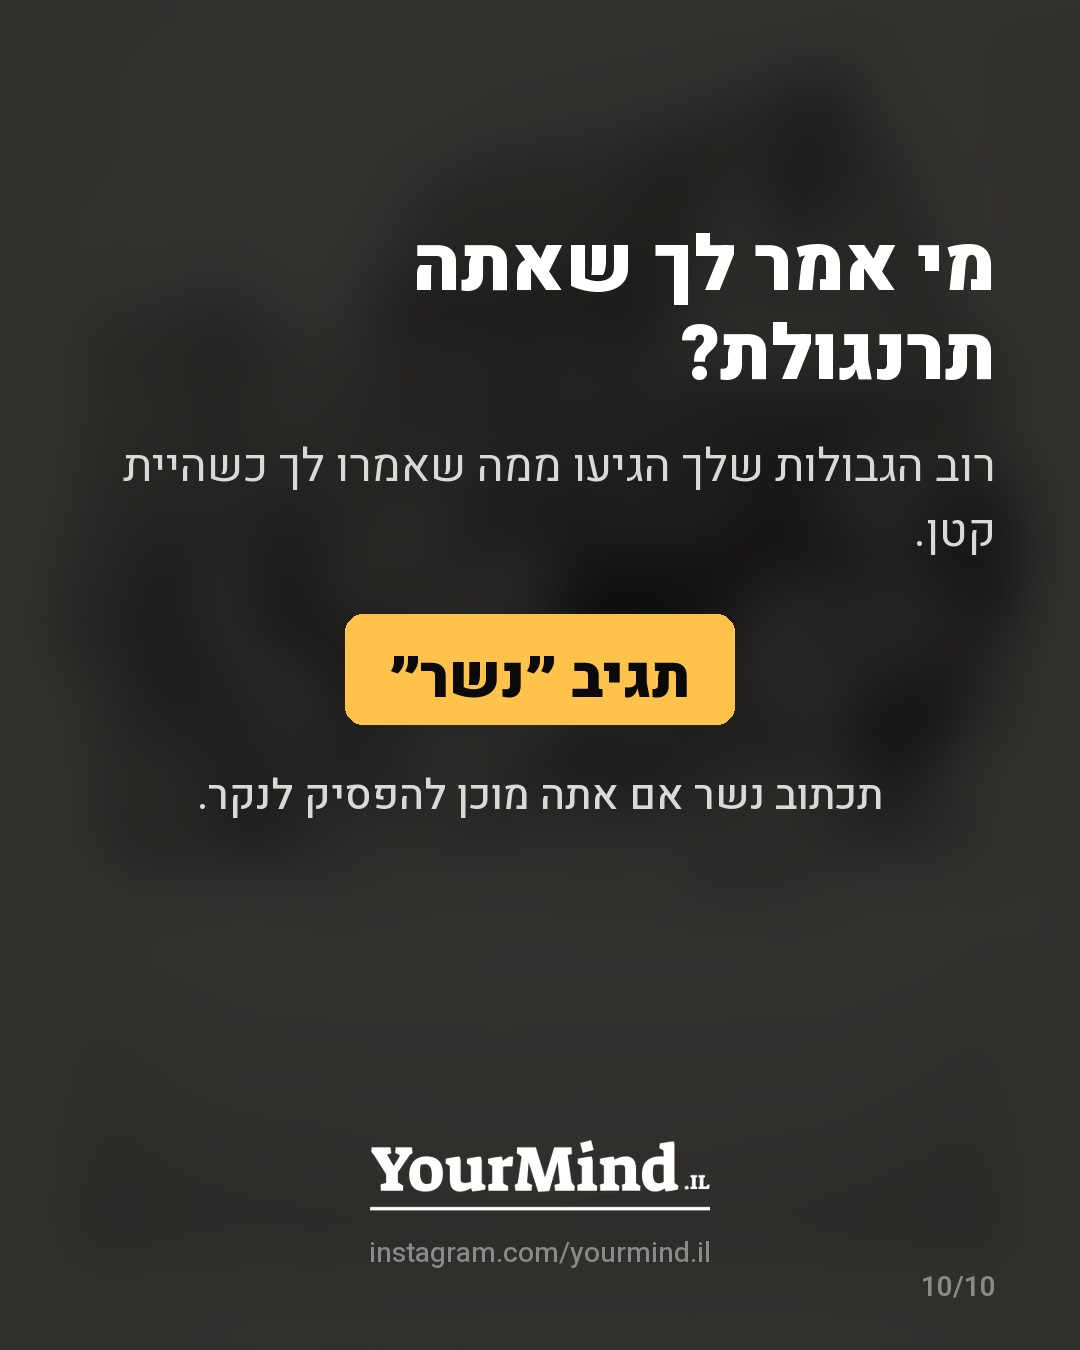 מי אמר לך שאתה
תרנגולת?
רוב הגבולות שלך הגיעו ממה שאמרו לך כשהיית
קטן.
תגיב ״נשר״
תכתוב נשר אם אתה מוכן להפסיק לנקר.
YourMind.IL
instagram.com/yourmind.il
10/10